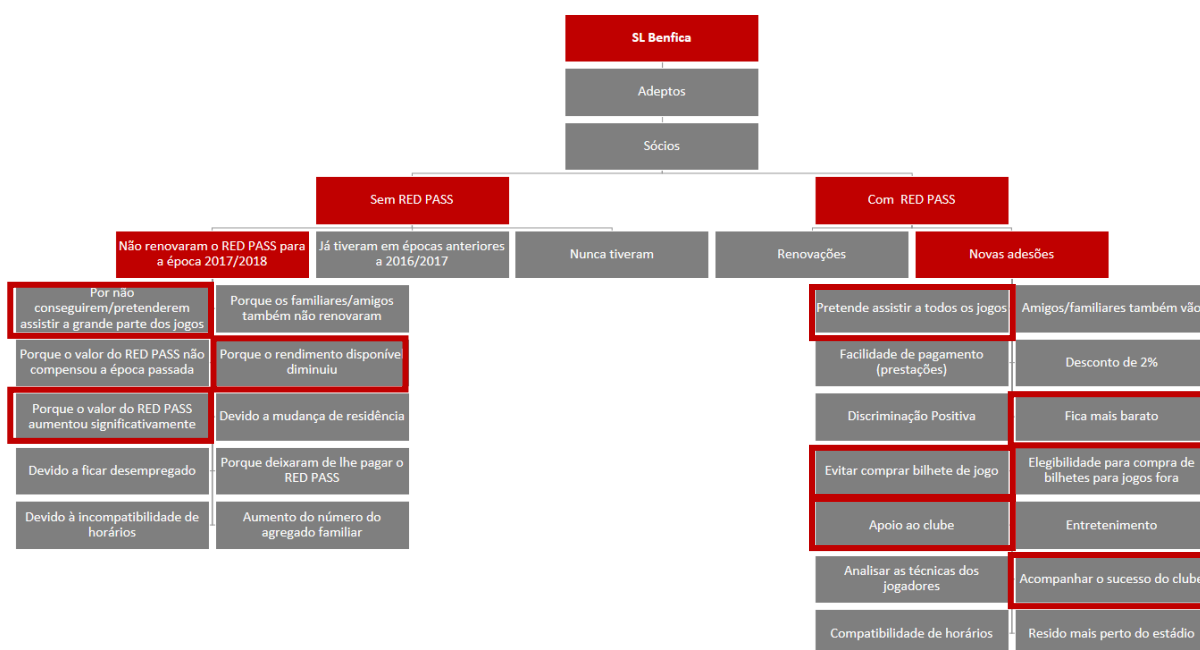 SL Benfica
Adeptos
Sócios
Sem RED PASS
Com RED PASS
Não renovaram o RED PASS para
a época 2017/2018
Já tiveram em épocas anteriores
a 2016/2017
Nunca tiveram
Renovações
Novas adesões
Por não
conseguirem/pretenderem
assistir a grande parte dos jogos
Porque os familiares/amigos
também não renovaram
Porque o valor do RED PASS não
compensou a época passada
Porque o rendimento disponível
diminuiu
Porque o valor do RED PASS
aumentou significativamente
Devido a mudança de residência
Devido a ficar desempregado
Porque deixaram de lhe pagar o
RED PASS
Devido à incompatibilidade de
horários
Aumento do número do
agregado familiar
Pretende assistir a todos os jogos
Amigos/familiares também vão
Facilidade de pagamento
(prestações)
Desconto de 2%
Discriminação Positiva
Fica mais barato
Evitar comprar bilhete de jogo
Elegibilidade para compra de
bilhetes para jogos fora
Apoio ao clube
Entretenimento
Analisar as técnicas dos
jogadores
Acompanhar o sucesso do clube
Compatibilidade de horários
Resido mais perto do estádio